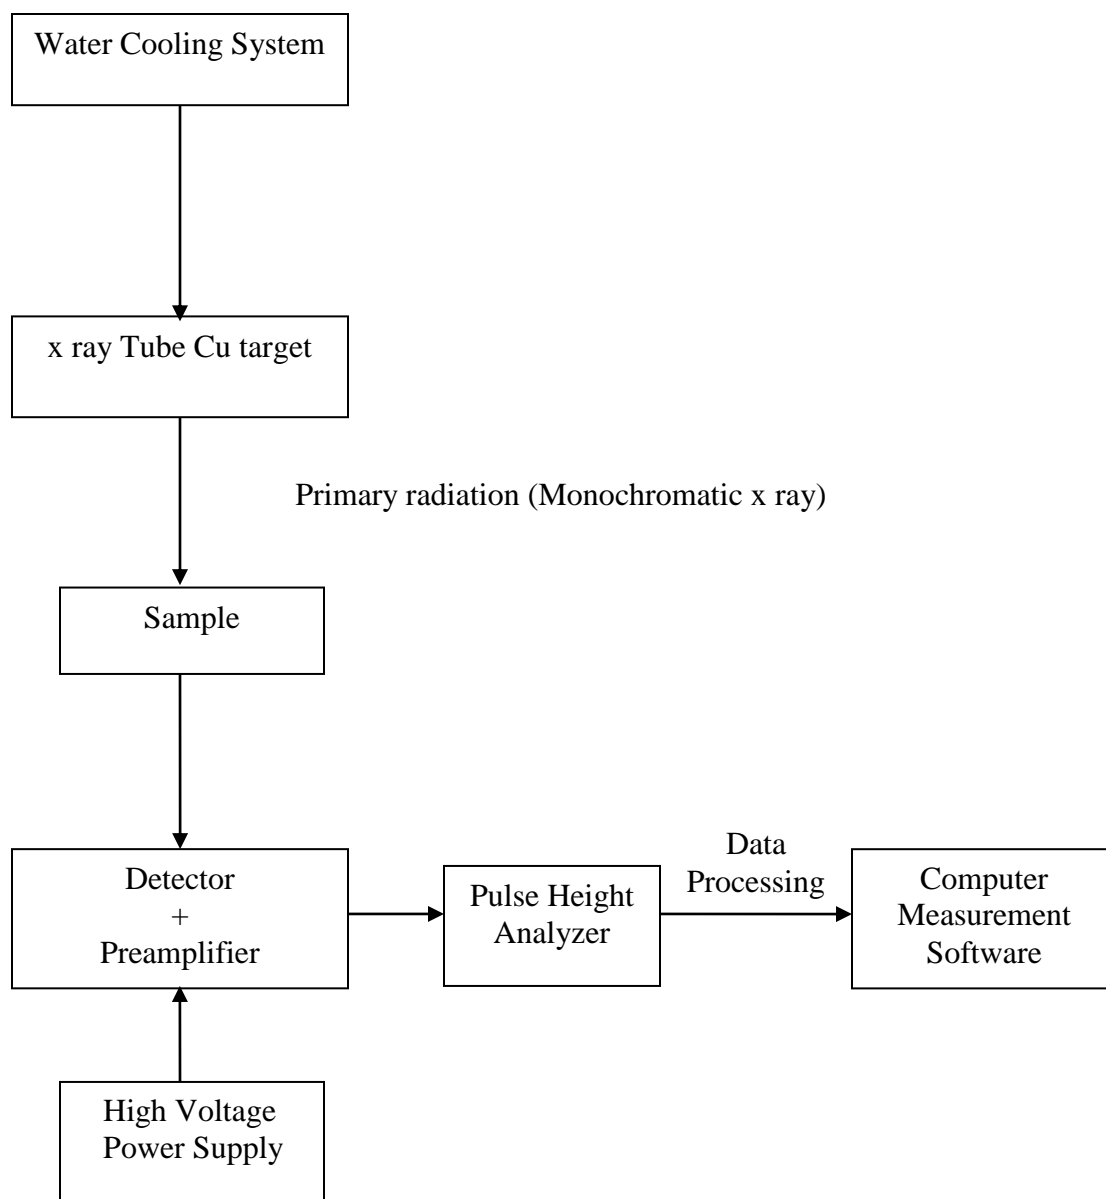 Water Cooling System
x ray Tube Cu target
Primary radiation (Monochromatic x ray)
Sample
Detector
+
Preamplifier
Pulse Height
Analyzer
Data
Processing
Computer
Measurement
Software
High Voltage
Power Supply